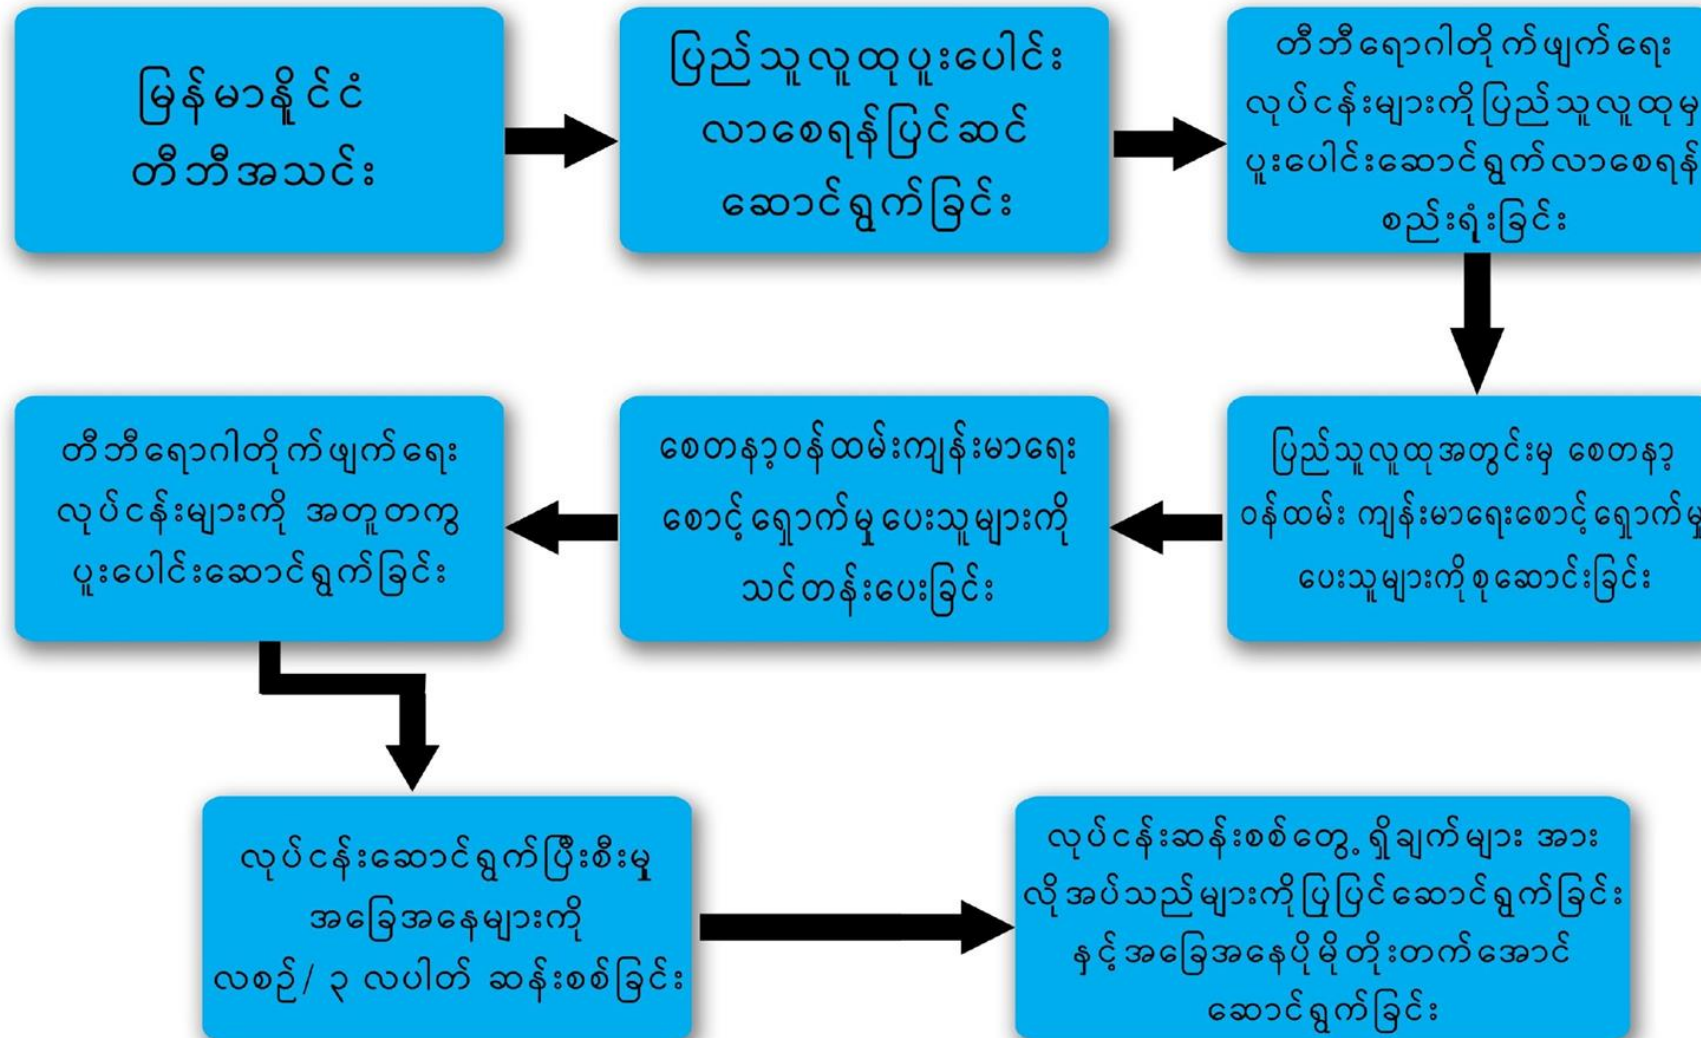 မြန်မာနိုင်ငံ
တီဘီအသင်း
ပြည်သူလူထုပူးပေါင်း
လာစေရန်ပြင်ဆင်
ဆောင်ရွက်ခြင်း
တီဘီရောဂါတိုက်ဖျက်ရေး
လုပ်ငန်းများကိုပြည်သူလူထုမှ
ပူးပေါင်းဆောင်ရွက်လာစေရန်
စည်းရုံးခြင်း
ပြည်သူလူထုအတွင်းမှ စေတနာ့
ဝန်ထမ်း ကျန်းမာရေးစောင့်ရှောက်မှု
ပေးသူများကိုစုဆောင်းခြင်း
စေတနာ့ဝန်ထမ်းကျန်းမာရေး
စောင့်ရှောက်မှုပေးသူများကို
သင်တန်းပေးခြင်း
တီဘီရောဂါတိုက်ဖျက်ရေး
လုပ်ငန်းများကို အတူတကွ
ပူးပေါင်းဆောင်ရွက်ခြင်း
လုပ်ငန်းဆောင်ရွက်ပြီးစီးမှု
အခြေအနေများကို
လစဉ်/ ၃ လပါတ် ဆန်းစစ်ခြင်း
လုပ်ငန်းဆန်းစစ်တွေ့ရှိချက်များ အား
လိုအပ်သည်များကိုပြုပြင်ဆောင်ရွက်ခြင်း
နှင့်အခြေအနေပိုမိုတိုးတက်အောင်
ဆောင်ရွက်ခြင်း